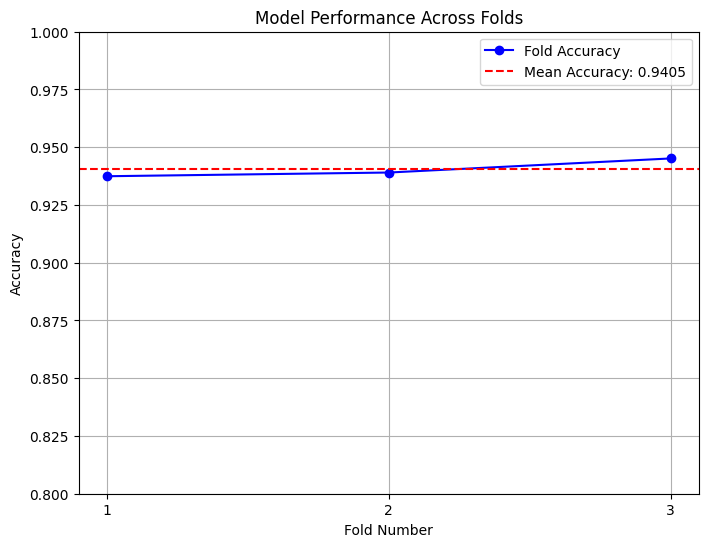 Model Performance Across Folds
Fold Accuracy
Mean Accuracy: 0.9405
Accuracy
1.000
0.975
0.950
0.925
0.900
0.875
0.850
0.825
0.800
1 2 3
Fold Number